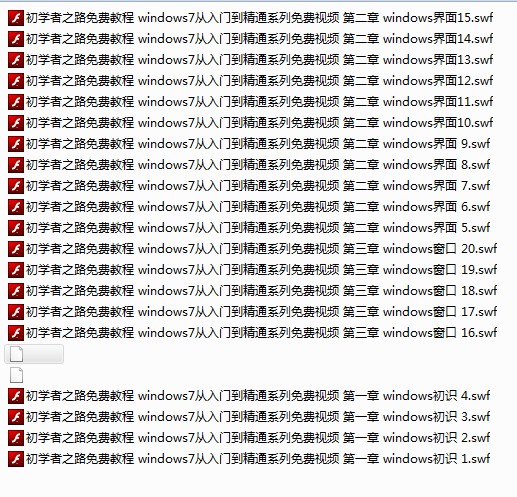 初学者之路免费教程 windows7从入门到精通系列免费视频 第二章 windows界面15.swf
初学者之路免费教程 windows7从入门到精通系列免费视频 第二章 windows界面14.swf
初学者之路免费教程 windows7从入门到精通系列免费视频 第二章 windows界面13.swf
初学者之路免费教程 windows7从入门到精通系列免费视频 第二章 windows界面12.swf
初学者之路免费教程 windows7从入门到精通系列免费视频 第二章 windows界面11.swf
初学者之路免费教程 windows7从入门到精通系列免费视频 第二章 windows界面10.swf
初学者之路免费教程 windows7从入门到精通系列免费视频 第二章 windows界面 9.swf
初学者之路免费教程 windows7从入门到精通系列免费视频 第二章 windows界面 8.swf
初学者之路免费教程 windows7从入门到精通系列免费视频 第二章 windows界面 7.swf
初学者之路免费教程 windows7从入门到精通系列免费视频 第二章 windows界面 6.swf
初学者之路免费教程 windows7从入门到精通系列免费视频 第二章 windows界面 5.swf
初学者之路免费教程 windows7从入门到精通系列免费视频 第三章 windows窗口 20.swf
初学者之路免费教程 windows7从入门到精通系列免费视频 第三章 windows窗口 19.swf
初学者之路免费教程 windows7从入门到精通系列免费视频 第三章 windows窗口 18.swf
初学者之路免费教程 windows7从入门到精通系列免费视频 第三章 windows窗口 17.swf
初学者之路免费教程 windows7从入门到精通系列免费视频 第三章 windows窗口 16.swf
初学者之路免费教程 windows7从入门到精通系列免费视频 第一章 windows初识 4.swf
初学者之路免费教程 windows7从入门到精通系列免费视频 第一章 windows初识 3.swf
初学者之路免费教程 windows7从入门到精通系列免费视频 第一章 windows初识 2.swf
初学者之路免费教程 windows7从入门到精通系列免费视频 第一章 windows初识 1.swf